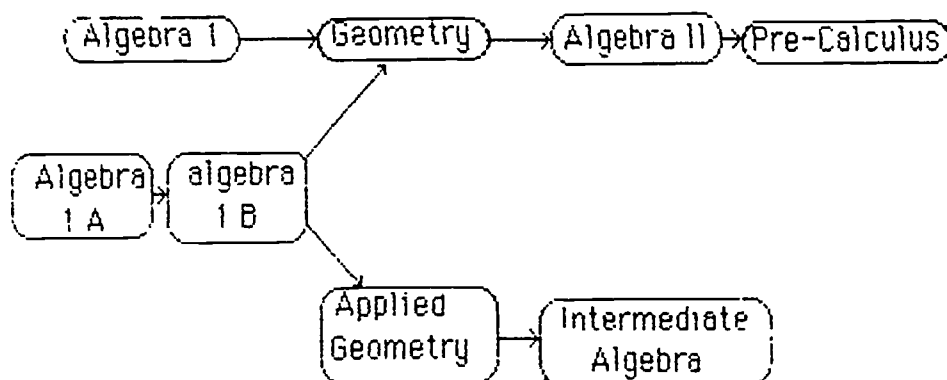 Algebra 1
Geometry
Algebra II
Pre-Calculus
Algebra
1 A
algebra
1 B
Applied
Geometry
Intermediate
Algebra